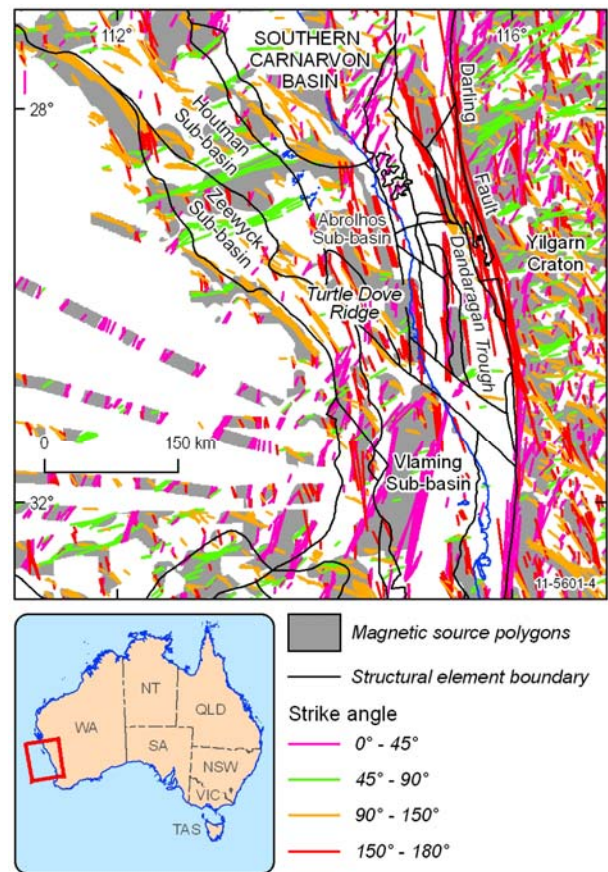 112°
116°
28°
32°
SOUTHERN
CARNARVON
BASIN
Houtman
Sub-basin
Zeewyck
Sub-basin
Abrolhos
Sub-basin
Turtle Dove
Ridge
Darling
Fault
Dandaragan Trough
Yilgarn
Craton
Vlaming
Sub-basin
0 150 km
11-5601-4
WA
NT
SA
QLD
NSW
VIC
TAS
Magnetic source polygons
Structural element boundary
Strike angle
0° - 45°
45° - 90°
90° - 150°
150° - 180°